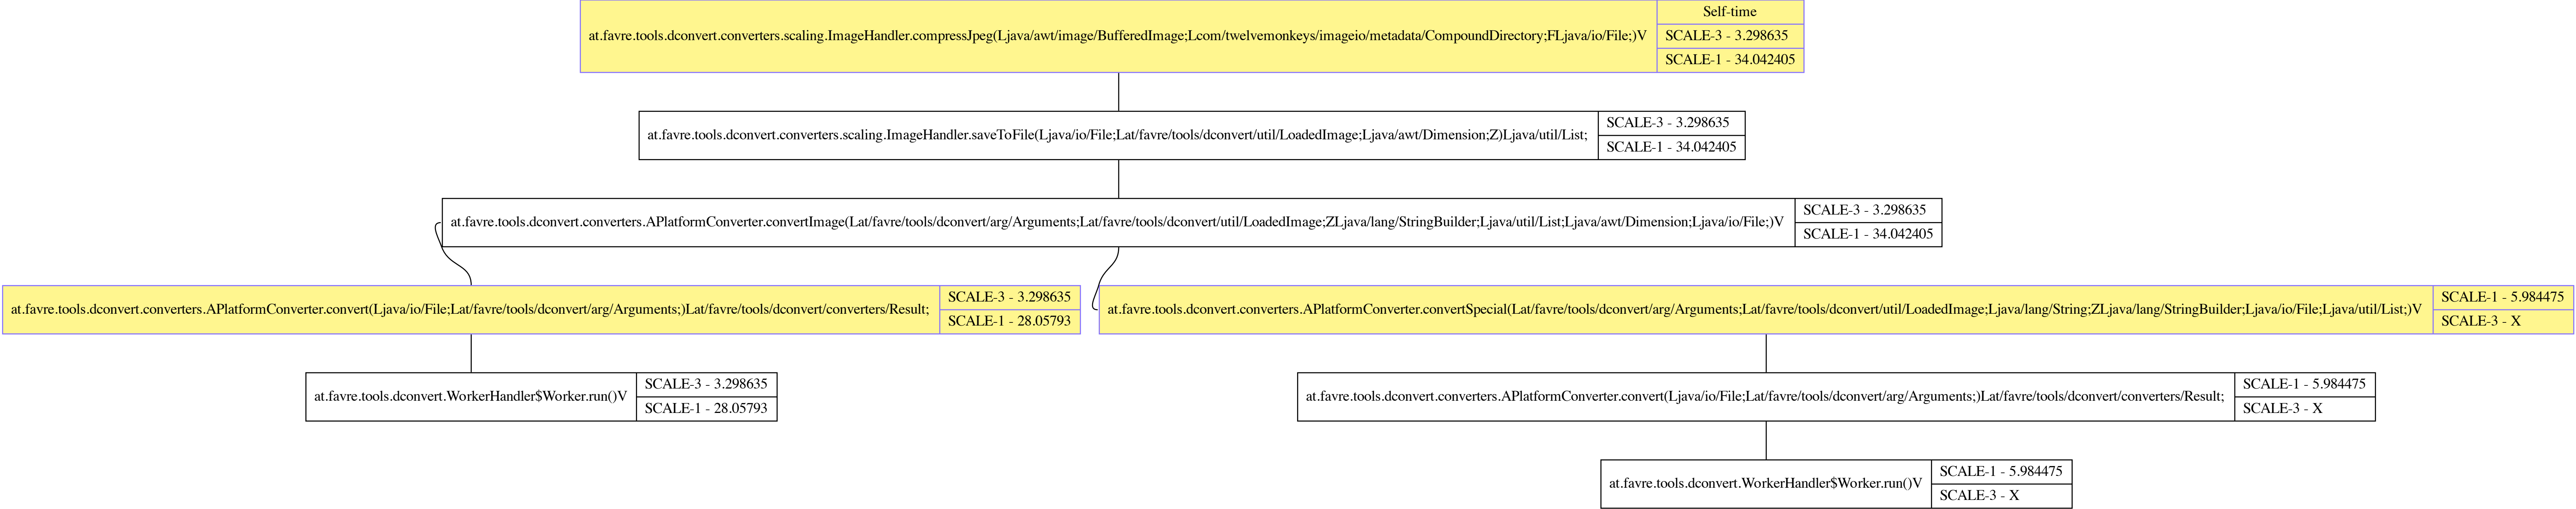 at.favre.tools.dconvert.converters.scaling.ImageHandler.compressJpeg(Ljava/awt/image/BufferedImage;Lcom/twelvemonkeys/imageio/metadata/CompoundDirectory;FLjava/io/File;)V
Self-time
SCALE-3 - 3.298635
SCALE-1 - 34.042405
at.favre.tools.dconvert.converters.scaling.ImageHandler.saveToFile(Ljava/io/File;Lat/favre/tools/dconvert/util/LoadedImage;Ljava/awt/Dimension;Z)Ljava/util/List;
SCALE-3 - 3.298635
SCALE-1 - 34.042405
at.favre.tools.dconvert.converters.APlatformConverter.convertImage(Lat/favre/tools/dconvert/arg/Arguments;Lat/favre/tools/dconvert/util/LoadedImage;ZLjava/lang/StringBuilder;Ljava/util/List;Ljava/awt/Dimension;Ljava/io/File;)V
SCALE-3 - 3.298635
SCALE-1 - 34.042405
at.favre.tools.dconvert.converters.APlatformConverter.convert(Ljava/io/File;Lat/favre/tools/dconvert/arg/Arguments;)Lat/favre/tools/dconvert/converters/Result;
SCALE-3 - 3.298635
SCALE-1 - 28.05793
at.favre.tools.dconvert.converters.APlatformConverter.convertSpecial(Lat/favre/tools/dconvert/arg/Arguments;Lat/favre/tools/dconvert/util/LoadedImage;Ljava/lang/String;ZLjava/lang/StringBuilder;Ljava/io/File;Ljava/util/List;)V
SCALE-1 - 5.984475
SCALE-3 - X
at.favre.tools.dconvert.WorkerHandler$Worker.run()V
SCALE-3 - 3.298635
SCALE-1 - 28.05793
at.favre.tools.dconvert.converters.APlatformConverter.convert(Ljava/io/File;Lat/favre/tools/dconvert/arg/Arguments;)Lat/favre/tools/dconvert/converters/Result;
SCALE-1 - 5.984475
SCALE-3 - X
at.favre.tools.dconvert.WorkerHandler$Worker.run()V
SCALE-1 - 5.984475
SCALE-3 - X